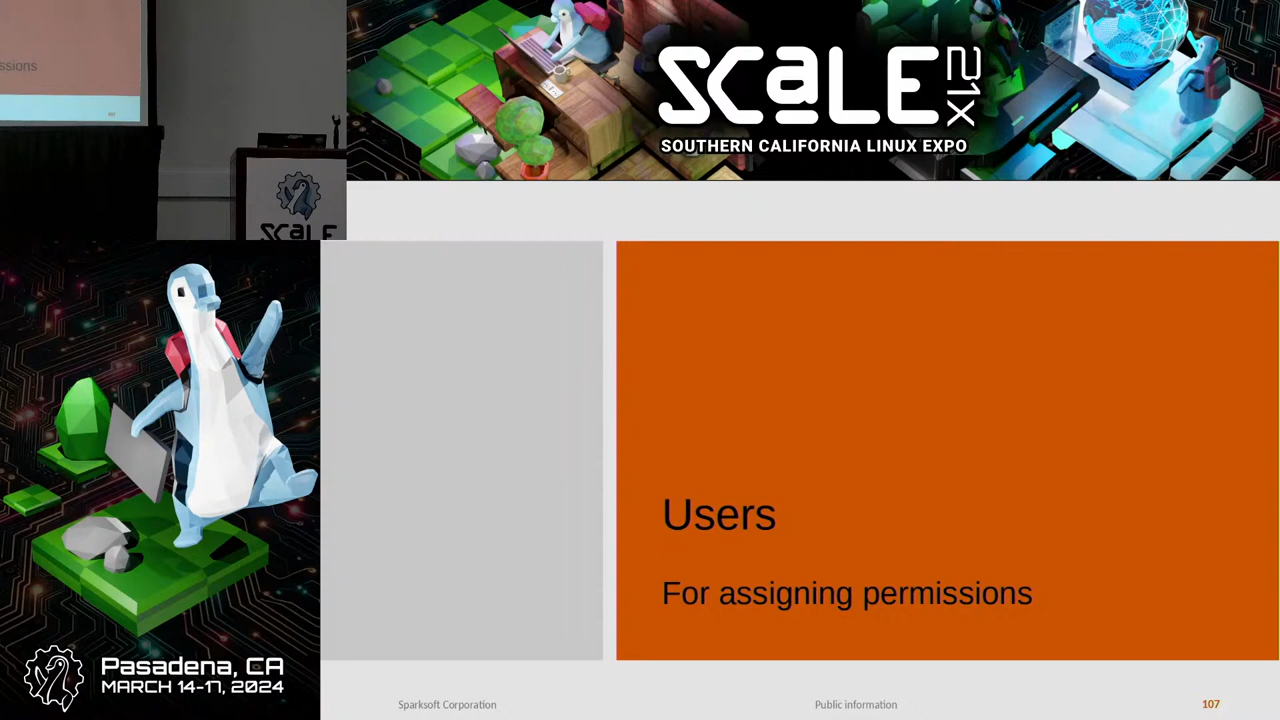 ssions
SCALE
SCaLE 21X
SOUTHERN CALIFORNIA LINUX EXPO
Users
For assigning permissions
Pasadena, CA
MARCH 14-17, 2024
Sparksoft Corporation
Public information
107